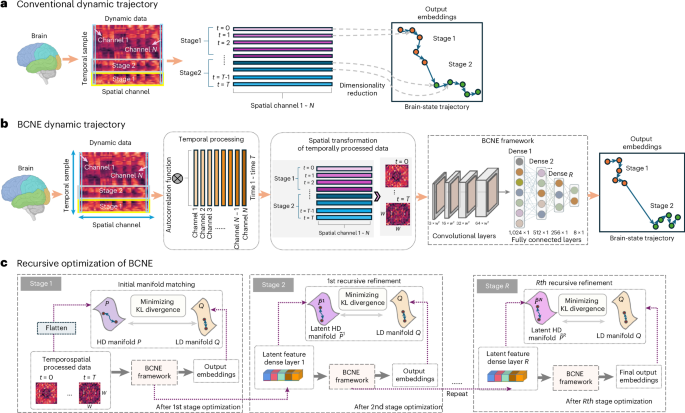 a Conventional dynamic trajectory
Dynamic data
Brain
Temporal sample
Channel 1
Channel N
Stage 2
Stage 1
Spatial channel
Stage1
Stage2
t = 0
t = 1
t = 2
t = T-1
t = T
Spatial channel 1 - N
Dimensionality
reduction
Output
embeddings
Stage 1
Stage 2
Brain-state trajectory
b BCNE dynamic trajectory
Dynamic data
Brain
Temporal sample
Channel 1
Channel N
Stage 2
Stage 1
Spatial channel
Temporal processing
Autocorrelation function
Channel 1
Channel 2
Channel 3
Channel N – 1
Channel N
Time 1 – time T
Spatial transformation
of temporally processed data
Stage 1
Stage 2
t = 0
t = 1
t = 2
t = T-1
t = T
Spatial channel 1 - N
t = 0
t = T
w
w
BCNE framework
Dense 1
Dense 2
Dense R
Convolutional layers
1,024 × 1
512 × 1
256 × 1
8 × 1
Fully connected layers
Output
embeddings
Stage 1
Stage 2
Brain-state trajectory
c Recursive optimization of BCNE
Stage 1
Initial manifold matching
P
Minimizing
KL divergence
Q
HD manifold P
LD manifold Q
Flatten
Temporospatial
processed data
t = 0
t = T
w
w
BCNE
framework
Output
embeddings
After 1st stage optimization
Stage 2
1st recursive refinement
Minimizing
KL divergence
Q
Latent HD
LD manifold Q
Latent feature
dense layer 1
BCNE
framework
Output
embeddings
After 2nd stage optimization
Repeat
Stage R
Rth recursive refinement
Minimizing
KL divergence
Q
Latent HD
LD manifold Q
Latent feature
dense layer R
BCNE
framework
Final output
embeddings
After Rth stage optimization